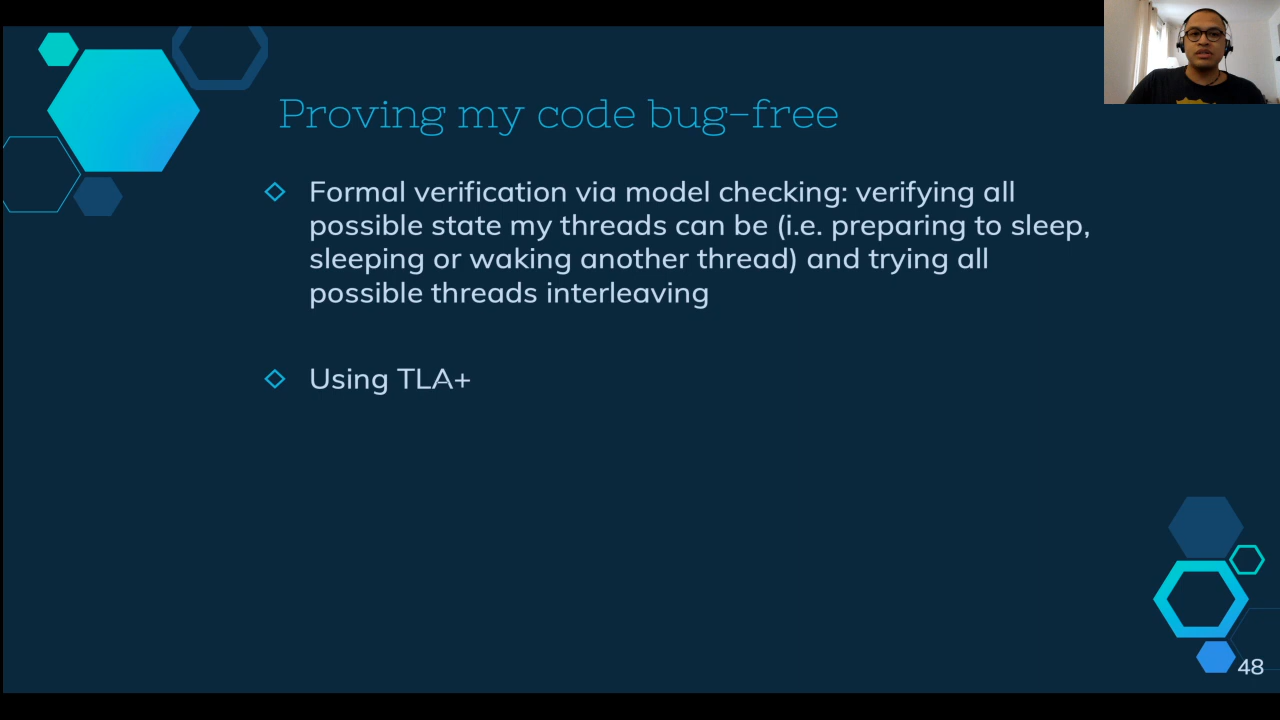 Proving my code bug-free
Formal verification via model checking: verifying all
possible state my threads can be (i.e. preparing to sleep,
sleeping or waking another thread) and trying all
possible threads interleaving
Using TLA+
48